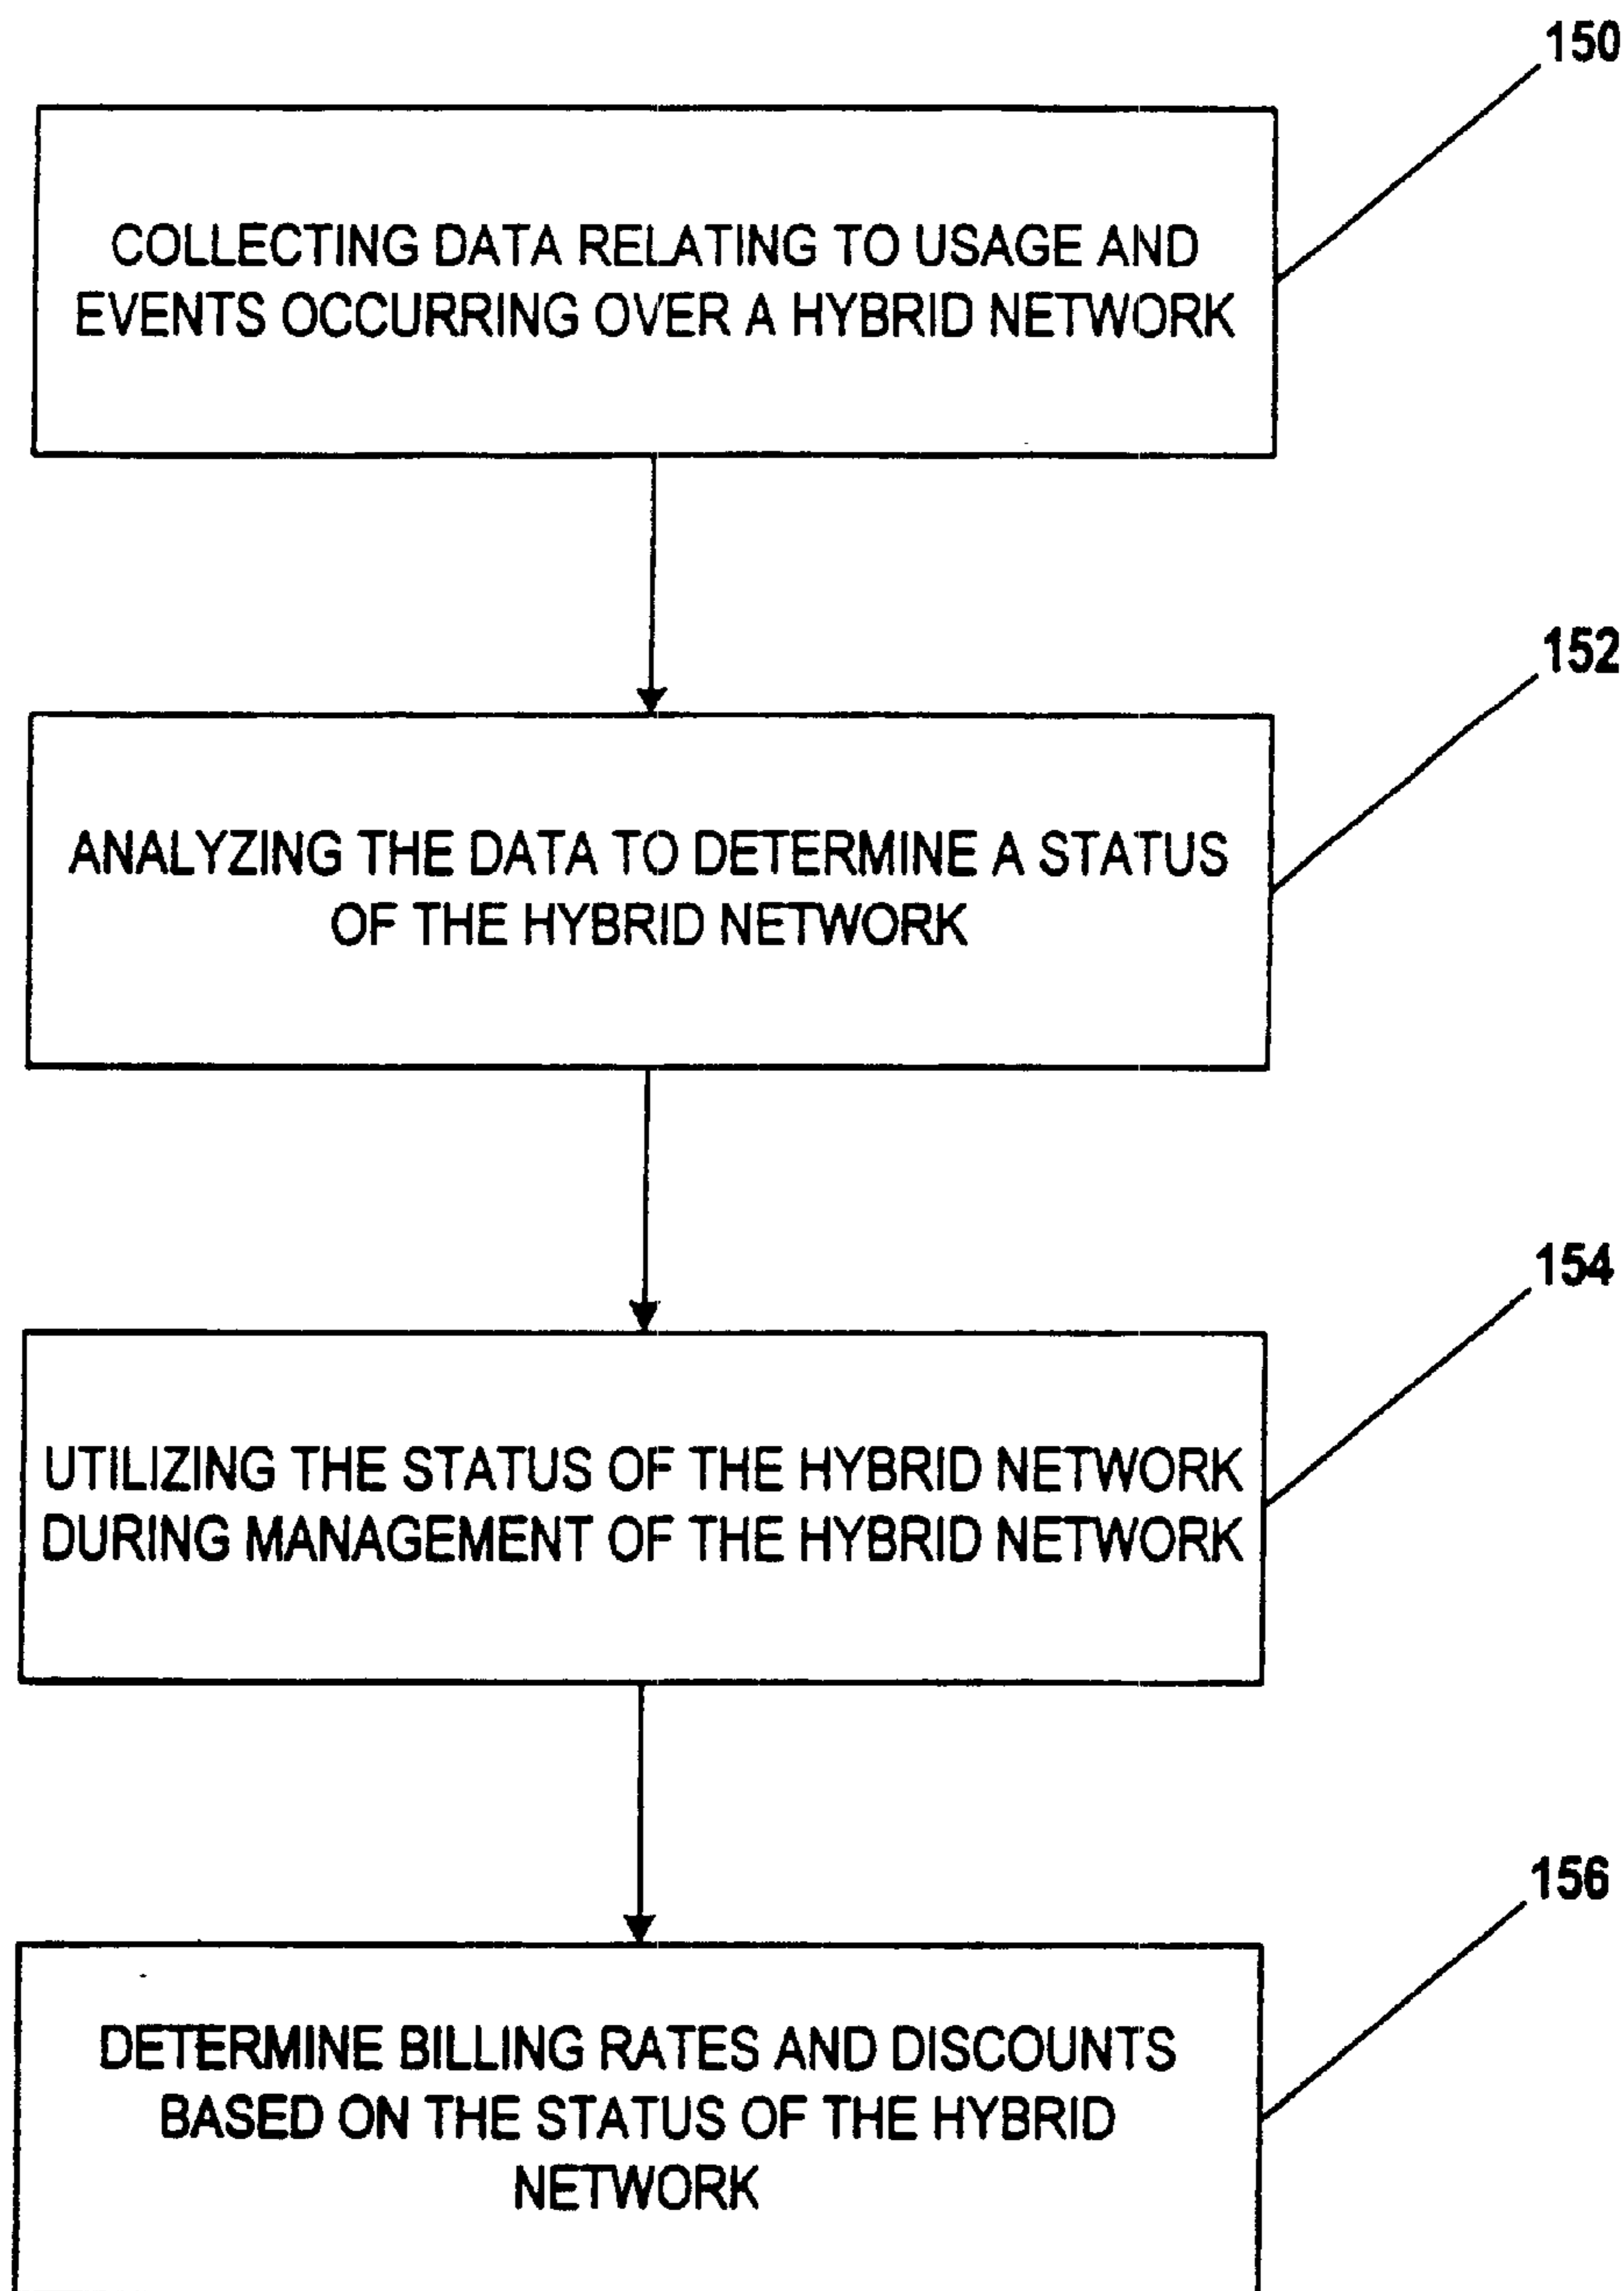 150
COLLECTING DATA RELATING TO USAGE AND
EVENTS OCCURRING OVER A HYBRID NETWORK
152
ANALYZING THE DATA TO DETERMINE A STATUS
OF THE HYBRID NETWORK
154
UTILIZING THE STATUS OF THE HYBRID NETWORK
DURING MANAGEMENT OF THE HYBRID NETWORK
156
DETERMINE BILLING RATES AND DISCOUNTS
BASED ON THE STATUS OF THE HYBRID
NETWORK